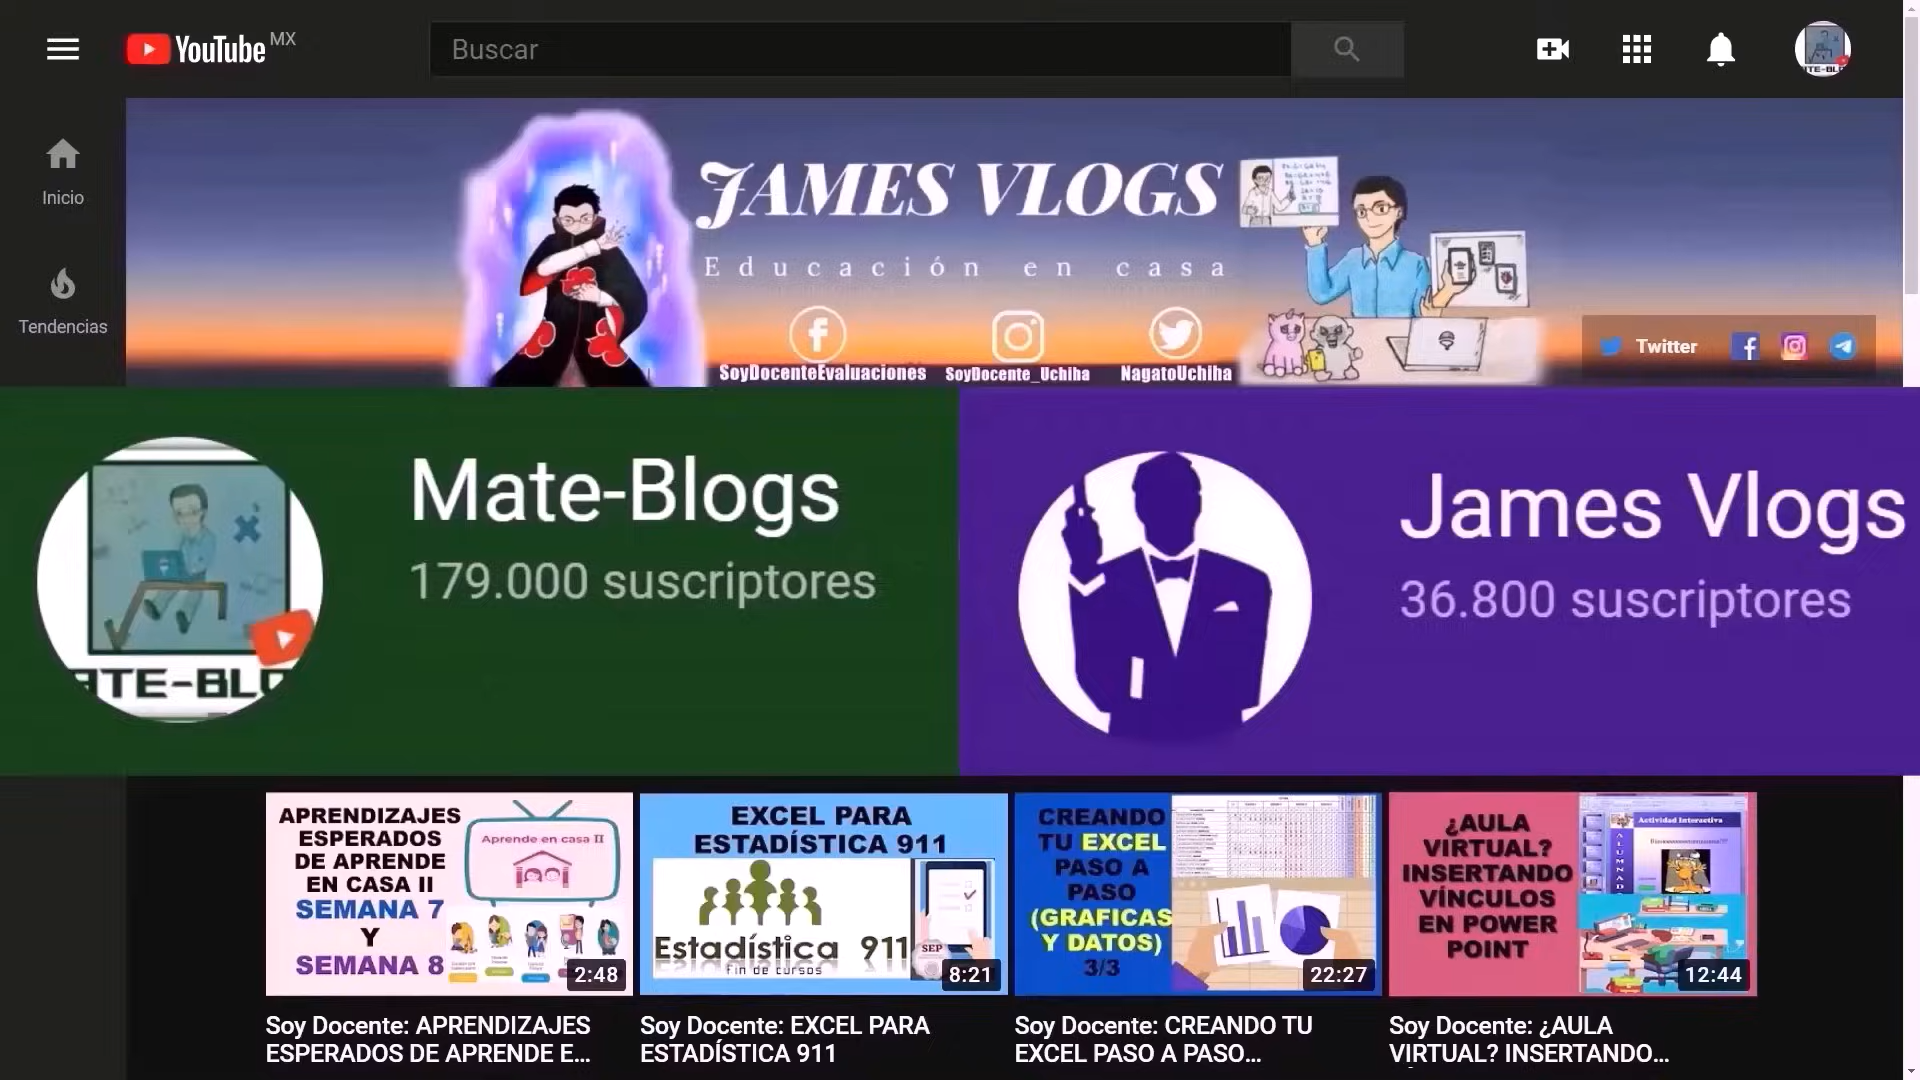 YouTube MX
Buscar
Inicio
Tendencias
JAMES VLOGS
Educación en casa
SoyDocenteEvaluaciones
SoyDocente_Uchiha
NagatoUchiha
Twitter
Mate-Blogs
179.000 suscriptores
James Vlogs
36.800 suscriptores
APRENDIZAJES
ESPERADOS
DE APRENDE
EN CASA II
SEMANA 7
Y
SEMANA 8
Aprende en casa II
2:48
EXCEL PARA
ESTADÍSTICA 911
Estadística 911
fin de cursos
SEP
8:21
CREANDO
TU EXCEL
PASO A
PASO
(GRAFICAS
Y DATOS)
3/3
22:27
¿AULA
VIRTUAL?
INSERTANDO
VÍNCULOS
EN POWER
POINT
Actividad Interactiva
12:44
Soy Docente: APRENDIZAJES
ESPERADOS DE APRENDE E...
Soy Docente: EXCEL PARA
ESTADÍSTICA 911
Soy Docente: CREANDO TU
EXCEL PASO A PASO...
Soy Docente: ¿AULA
VIRTUAL? INSERTANDO...